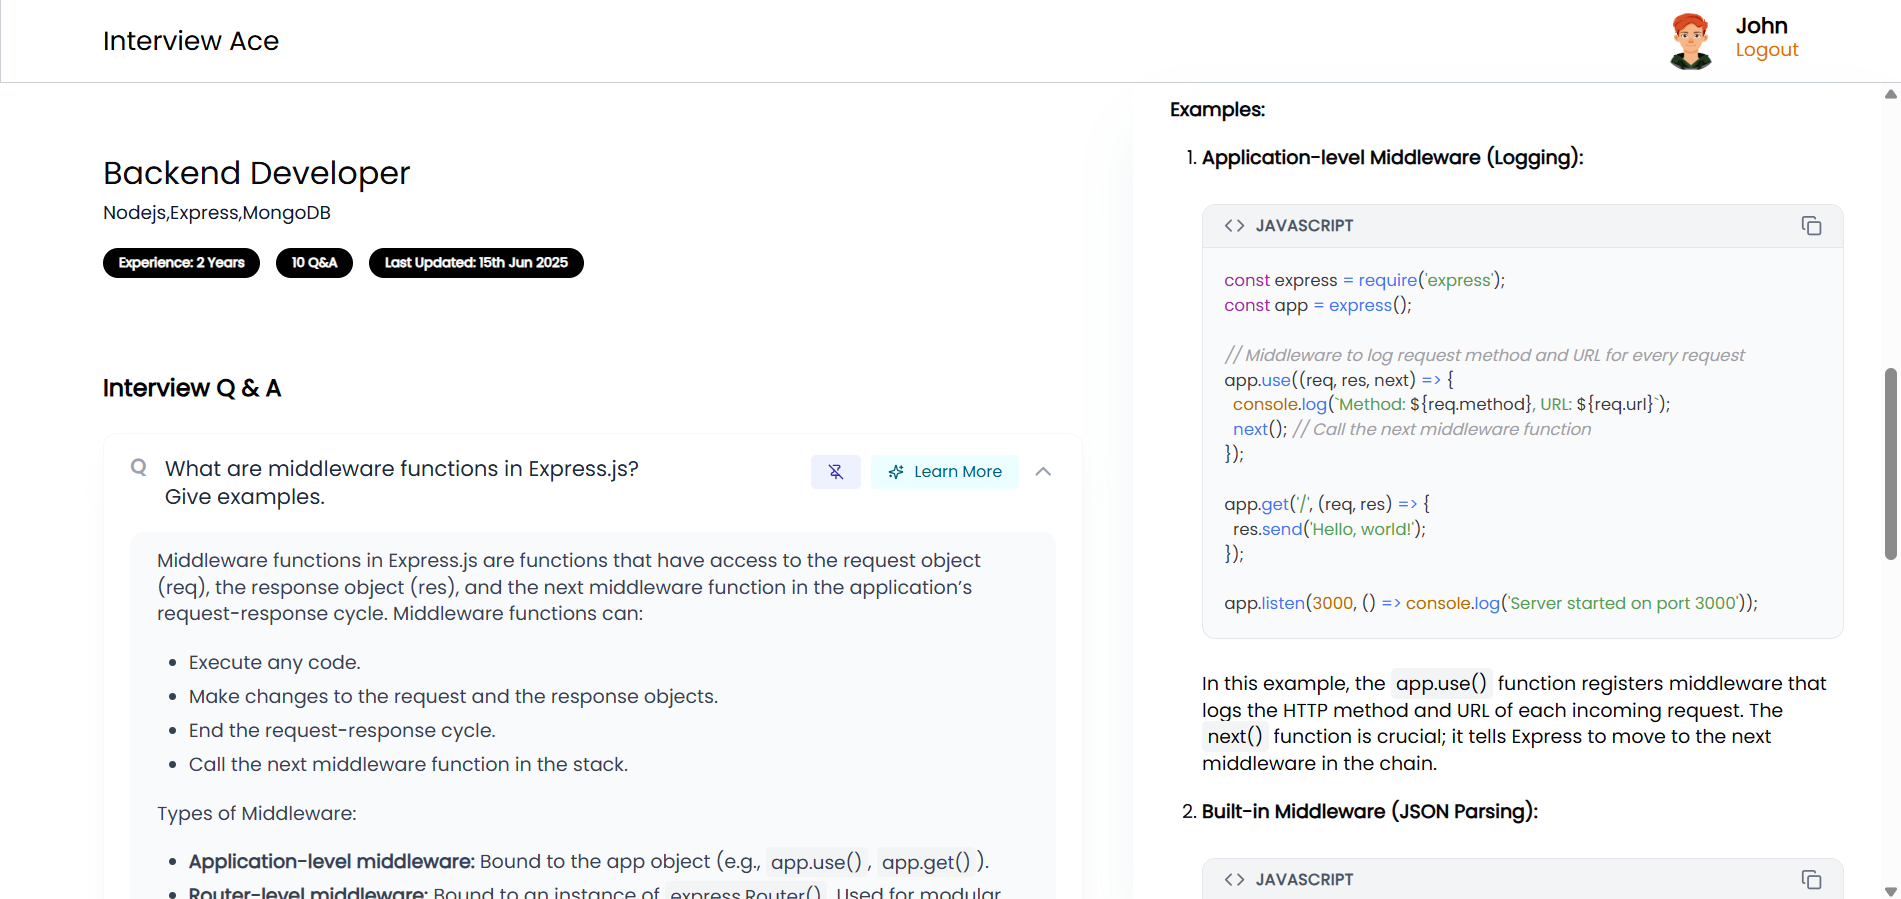 Interview Ace
John
Logout
Backend Developer
Nodejs,Express,MongoDB
Experience: 2 Years
10 Q&A
Last Updated: 15th Jun 2025
Interview Q & A
Q
What are middleware functions in Express.js?
Give examples.
Learn More
Middleware functions in Express.js are functions that have access to the request object
(req), the response object (res), and the next middleware function in the application’s
request-response cycle. Middleware functions can:
• Execute any code.
• Make changes to the request and the response objects.
• End the request-response cycle.
• Call the next middleware function in the stack.
Types of Middleware:
• Application-level middleware: Bound to the app object (e.g., app.use() , app.get() ).
• Router-level middleware: Bound to an instance of express.Router() . Used for modular
Examples:
1. Application-level Middleware (Logging):
<> JAVASCRIPT
const express = require('express');
const app = express();
// Middleware to log request method and URL for every request
app.use((req, res, next) => {
console.log(`Method: ${req.method}, URL: ${req.url}`);
next(); // Call the next middleware function
});
app.get('/', (req, res) => {
res.send('Hello, world!');
});
app.listen(3000, () => console.log('Server started on port 3000'));
In this example, the app.use() function registers middleware that
logs the HTTP method and URL of each incoming request. The
next() function is crucial; it tells Express to move to the next
middleware in the chain.
2. Built-in Middleware (JSON Parsing):
<> JAVASCRIPT